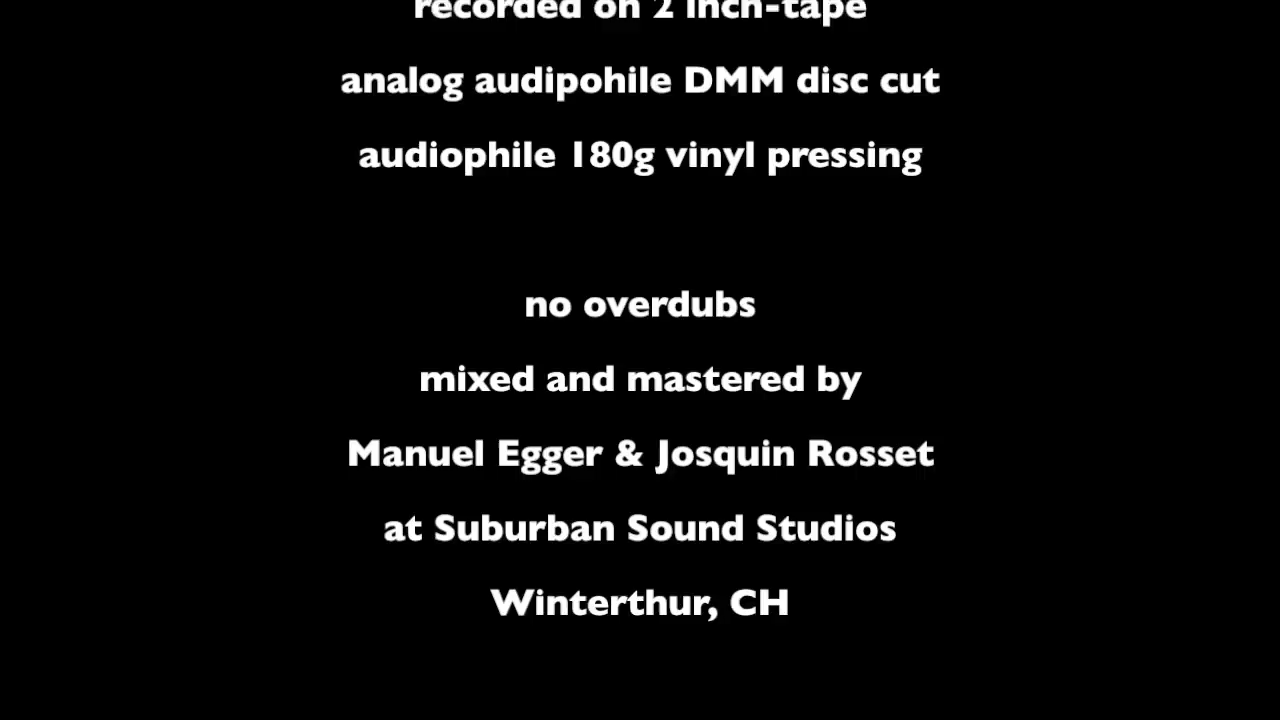 recorded on 2 inch-tape
analog audipohile DMM disc cut
audiophile 180g vinyl pressing
no overdubs
mixed and mastered by
Manuel Egger & Josquin Rosset
at Suburban Sound Studios
Winterthur, CH